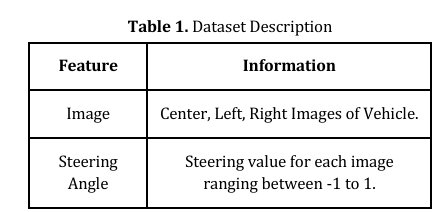 Table 1. Dataset Description
Feature Information
Image Center, Left, Right Images of Vehicle.
Steering Angle
Steering value for each image
ranging between -1 to 1.